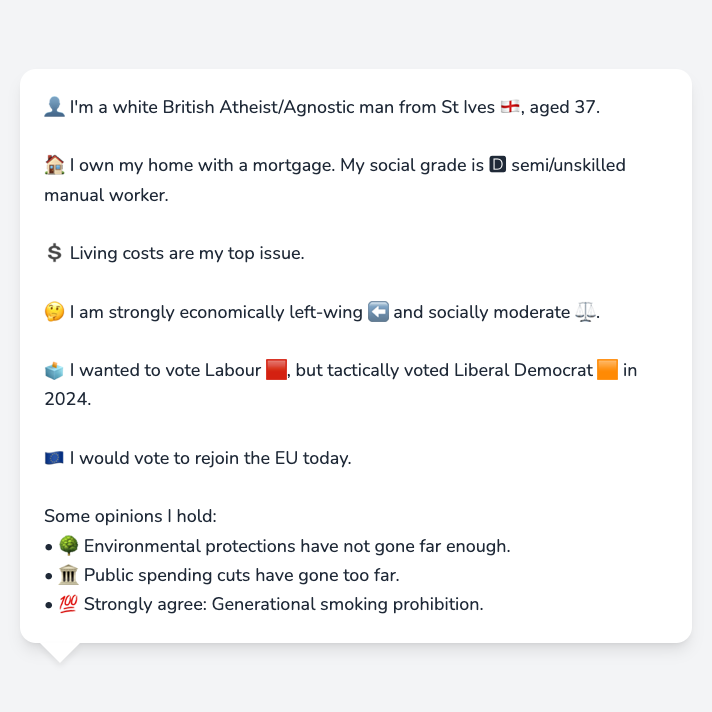 👤 I'm a white British Atheist/Agnostic man from St Ives 🏴󠁧󠁢󠁥󠁮󠁧󠁿, aged 37.
🏠 I own my home with a mortgage. My social grade is 🅳 semi/unskilled
manual worker.
💲 Living costs are my top issue.
🤔 I am strongly economically left-wing ⬅️ and socially moderate ⚖️.
🗳️ I wanted to vote Labour 🟥, but tactically voted Liberal Democrat 🟧 in
2024.
🇪🇺 I would vote to rejoin the EU today.
Some opinions I hold:
• 🌳 Environmental protections have not gone far enough.
• 🏛️ Public spending cuts have gone too far.
• 💯 Strongly agree: Generational smoking prohibition.